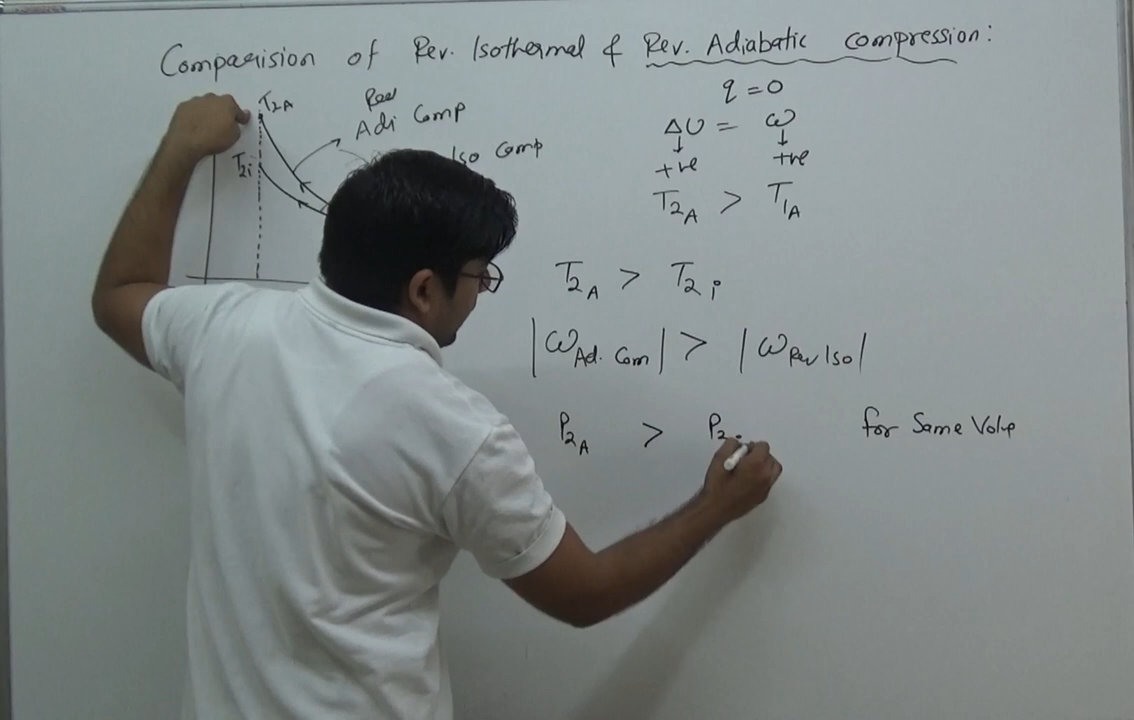 Comparision of Rev. Isothermal & Rev. Adiabatic compression:
T2A
Rev
Adi Comp
T2i
Iso Comp
q = 0
ΔU = ω
↓ ↓
+ve +ve
T2A > T1A
T2A > T2i
|ωAd. Com| > |ωRev Iso|
P2A > P2i for Same Volume